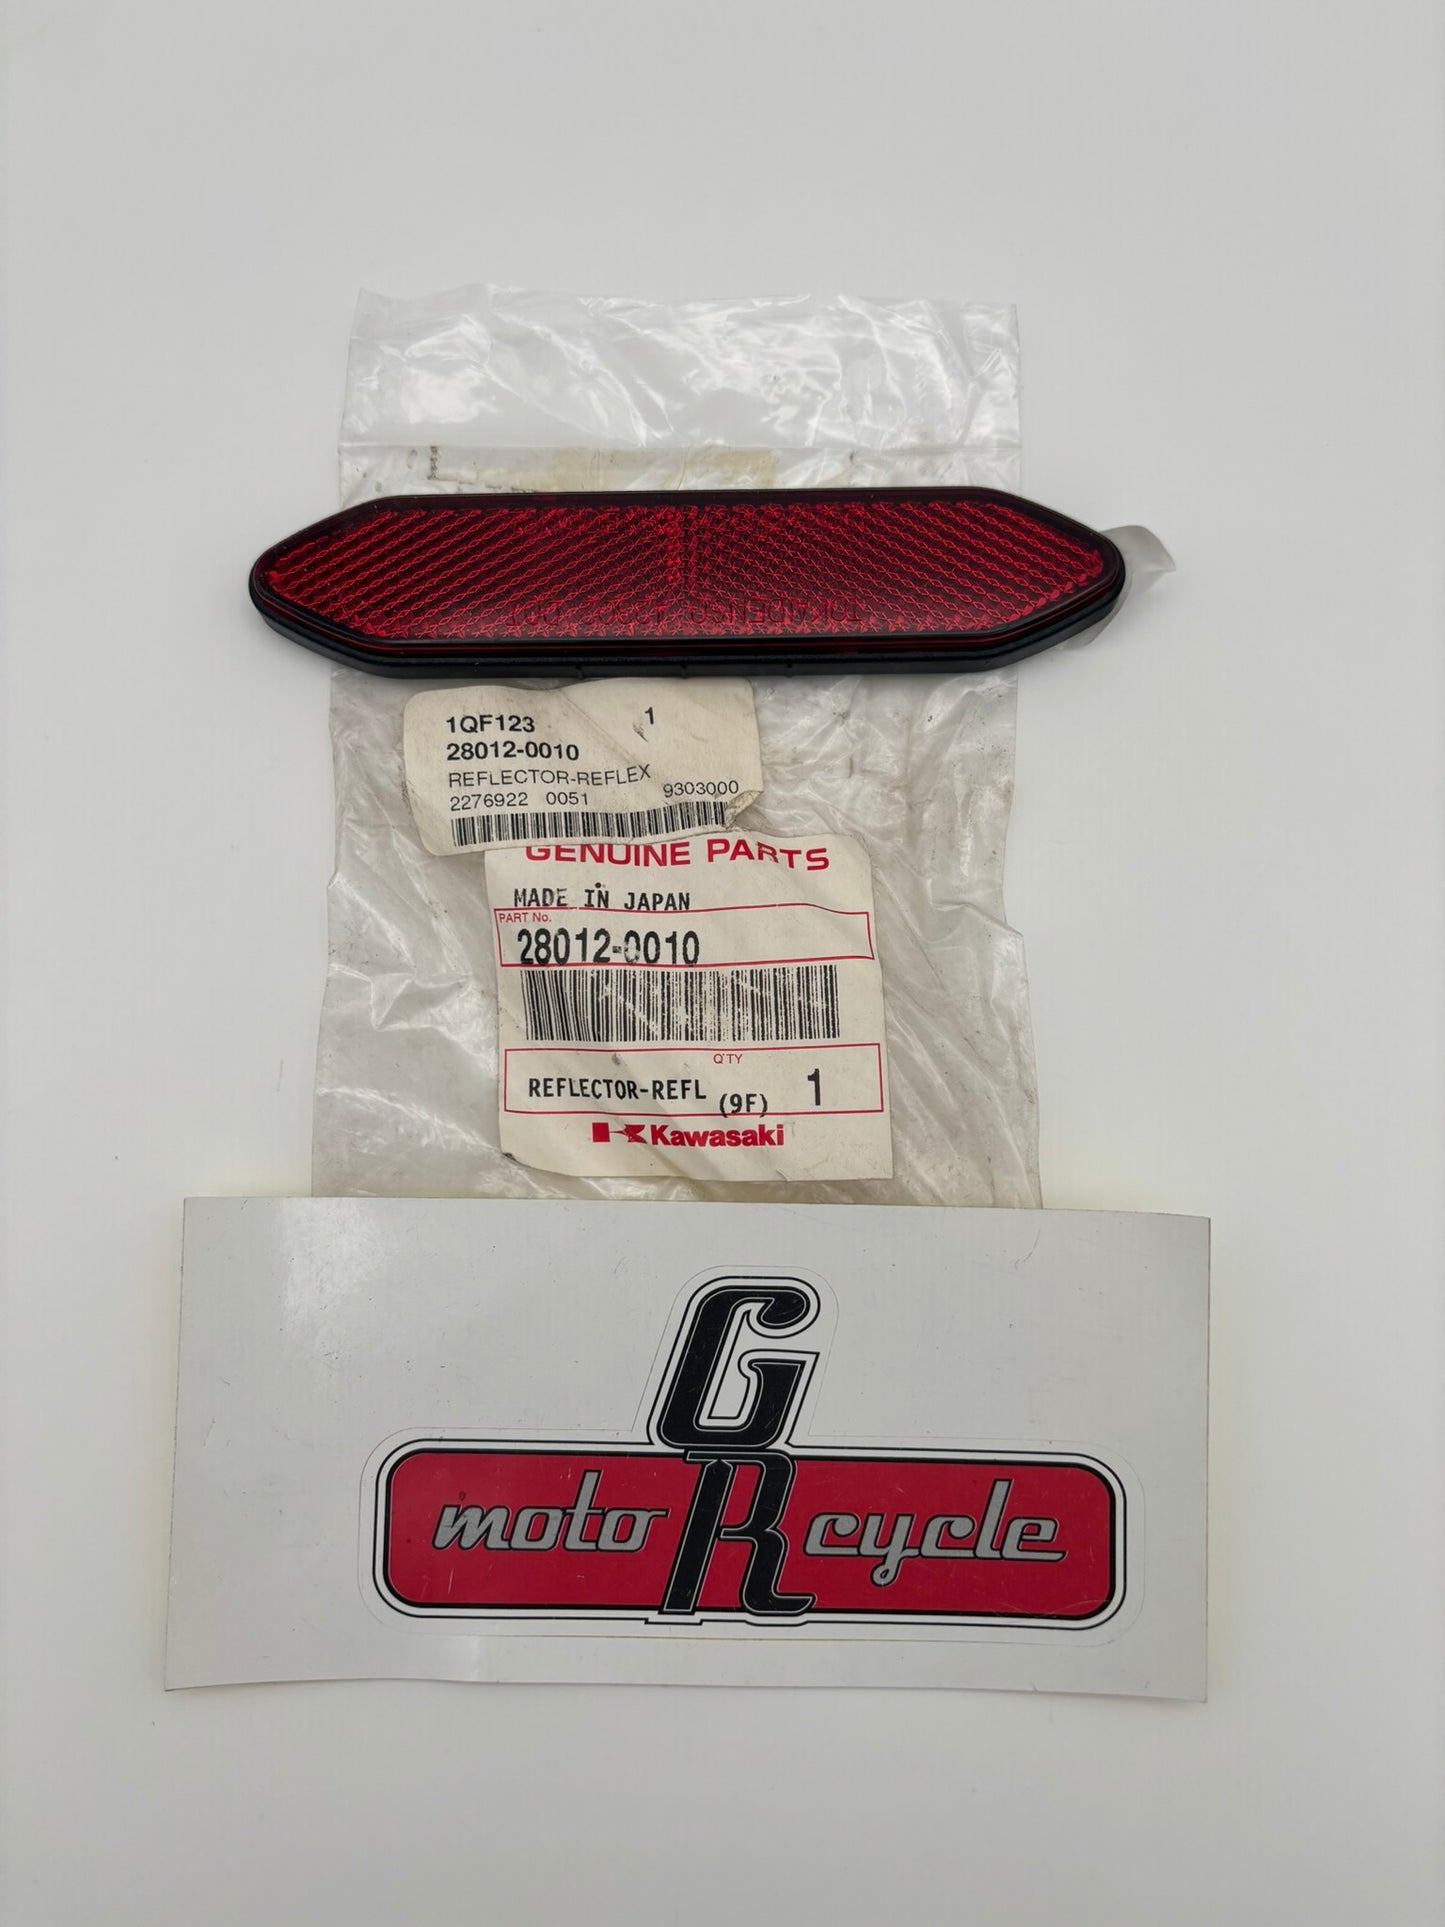 1QF123 1
28012-0010
REFLECTOR-REFLEX
2276922 0051 9303000
GENUINE PARTS
MADE IN JAPAN
PART No.
28012-0010
Q'TY
REFLECTOR-REFL (9F) 1
Kawasaki
G
moto R cycle